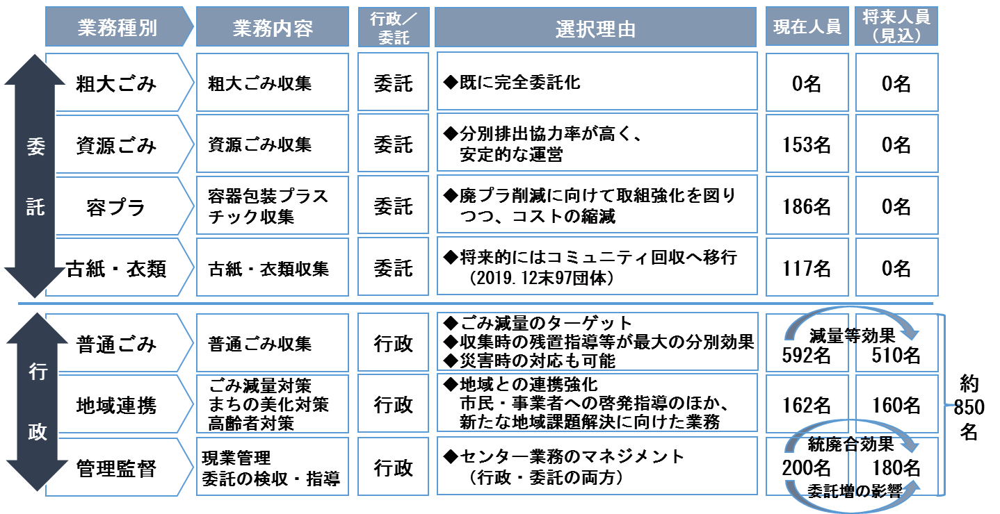 業務種別
業務内容
行政／
委託
選択理由
現在人員
将来人員
（見込）
委
託
粗大ごみ
粗大ごみ収集
委託
◆既に完全委託化
0名
0名
資源ごみ
資源ごみ収集
委託
◆分別排出協力率が高く、
安定的な運営
153名
0名
容プラ
容器包装プラス
チック収集
委託
◆廃プラ削減に向けて取組強化を図り
つつ、コストの縮減
186名
0名
古紙・衣類
古紙・衣類収集
委託
◆将来的にはコミュニティ回収へ移行
（2019.12末97団体）
117名
0名
行
政
普通ごみ
普通ごみ収集
行政
◆ごみ減量のターゲット
◆収集時の残置指導等が最大の分別効果
◆災害時の対応も可能
減量等効果
592名
510名
地域連携
ごみ減量対策
まちの美化対策
高齢者対策
行政
◆地域との連携強化
市民・事業者への啓発指導のほか、
新たな地域課題解決に向けた業務
162名
160名
管理監督
現業管理
委託の検収・指導
行政
◆センター業務のマネジメント
（行政・委託の両方）
統廃合効果
200名
180名
委託増の影響
約
850
名